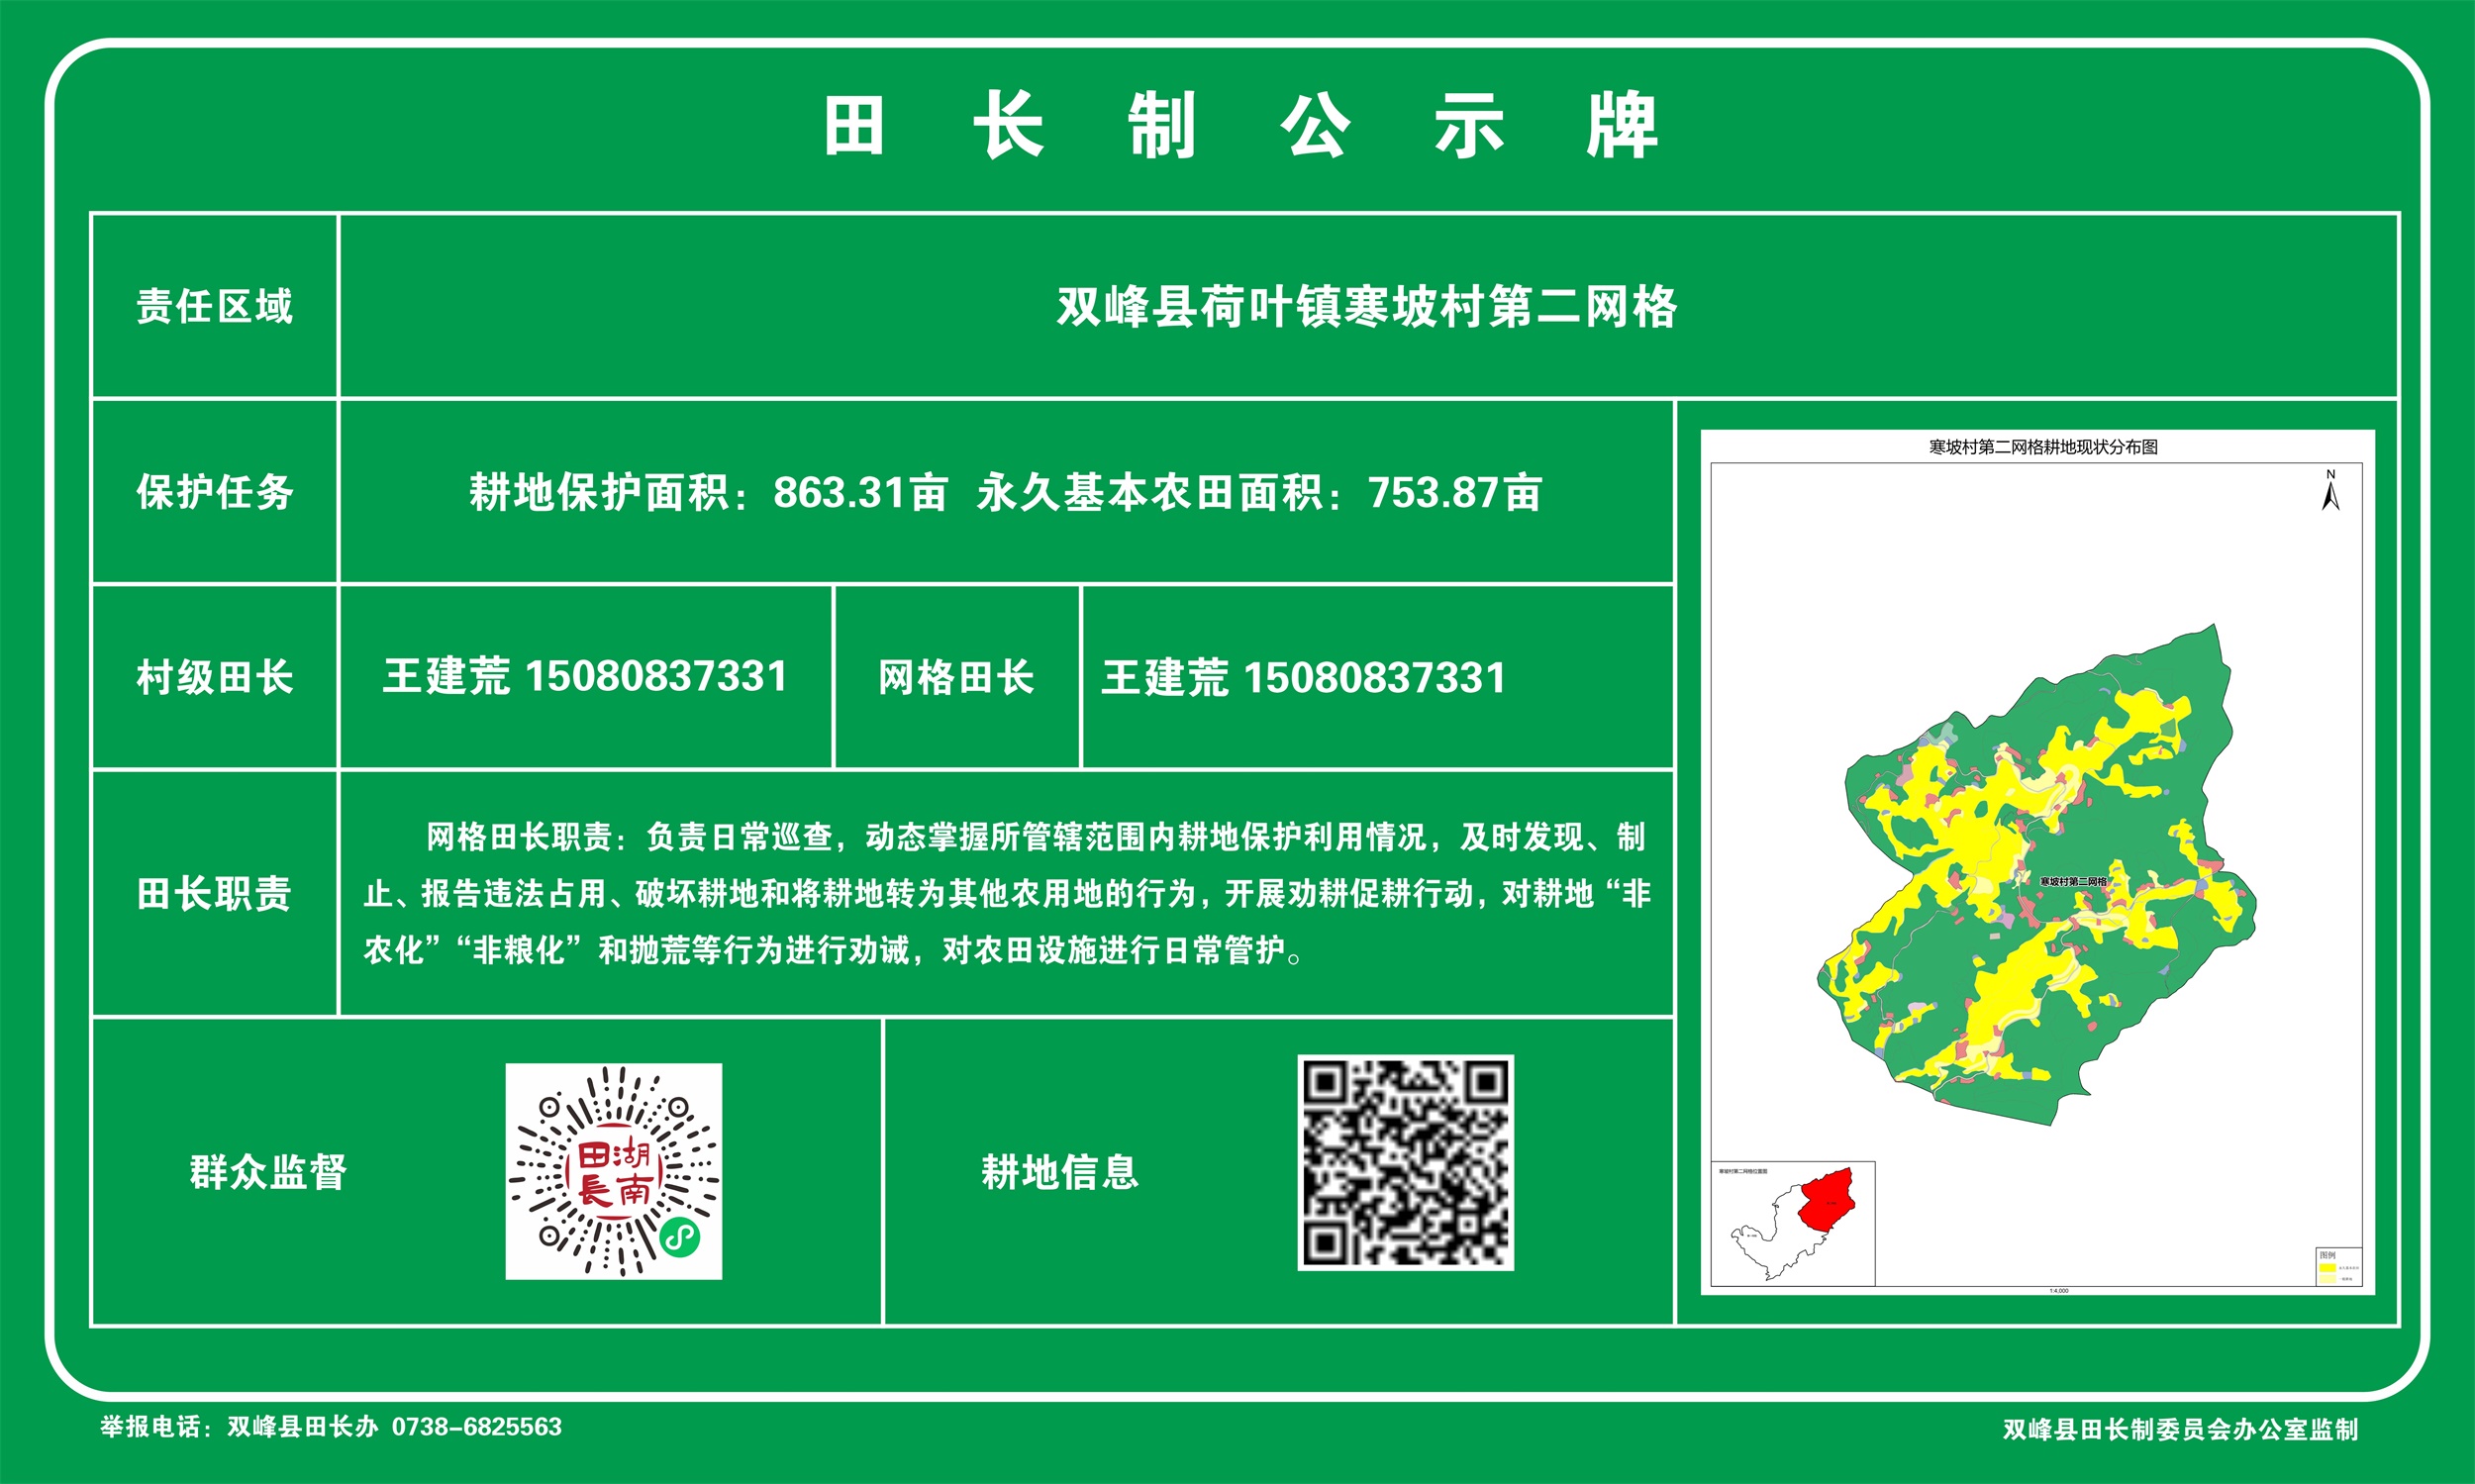 田长制公示牌
责任区域
双峰县荷叶镇寒坡村第二网格
保护任务
耕地保护面积：863.31亩 永久基本农田面积：753.87亩
村级田长
王建荒 15080837331
网格田长
王建荒 15080837331
田长职责
网格田长职责：负责日常巡查，动态掌握所管辖范围内耕地保护利用情况，及时发现、制
止、报告违法占用、破坏耕地和将耕地转为其他农用地的行为，开展劝耕促耕行动，对耕地“非
农化”“非粮化”和抛荒等行为进行劝诫，对农田设施进行日常管护。
群众监督
湖南
田長
耕地信息
寒坡村第二网格耕地现状分布图
N
寒坡村第二网格
寒坡村第二网格位置图
图例
1:4,000
举报电话：双峰县田长办 0738-6825563
双峰县田长制委员会办公室监制